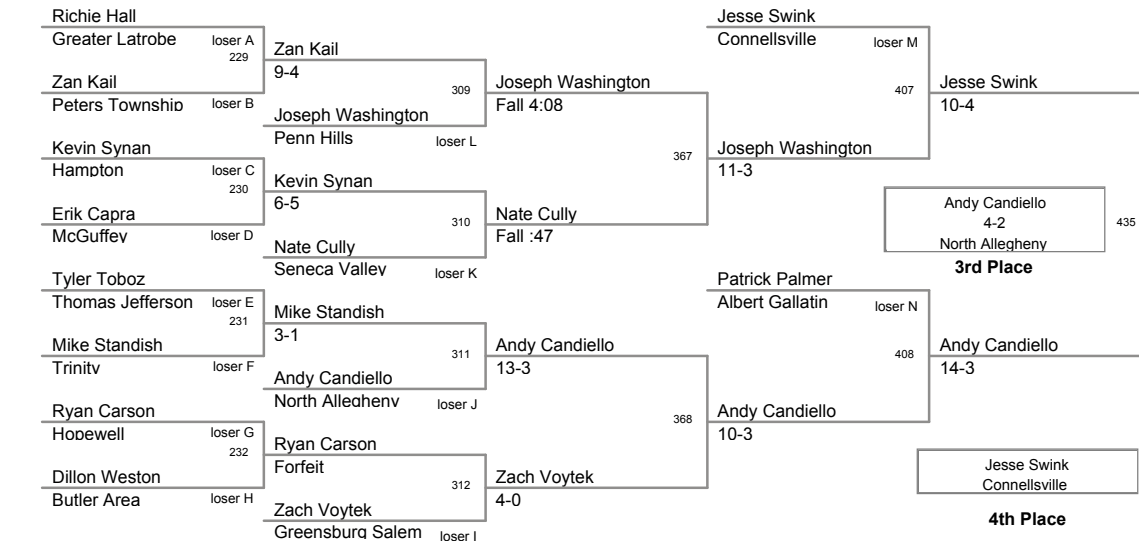 Richie Hall
Greater Latrobe
loser A
229
Zan Kail
Peters Township
loser B
Kevin Synan
Hampton
loser C
230
Erik Capra
McGuffey
loser D
Tyler Toboz
Thomas Jefferson
loser E
231
Mike Standish
Trinity
loser F
Ryan Carson
Hopewell
loser G
232
Dillon Weston
Butler Area
loser H
Zan Kail
9-4
309
Joseph Washington
Penn Hills
loser L
Kevin Synan
6-5
310
Nate Cully
Seneca Valley
loser K
Mike Standish
3-1
311
Andy Candiello
North Allegheny
loser J
Ryan Carson
Forfeit
312
Zach Voytek
Greensburg Salem
loser I
Joseph Washington
Fall 4:08
367
Nate Cully
Fall :47
Andy Candiello
13-3
368
Zach Voytek
4-0
Jesse Swink
Connellsville
loser M
407
Joseph Washington
11-3
Patrick Palmer
Albert Gallatin
loser N
408
Andy Candiello
10-3
Jesse Swink
10-4
Andy Candiello
4-2
North Allegheny
435
3rd Place
Andy Candiello
14-3
Jesse Swink
Connellsville
4th Place